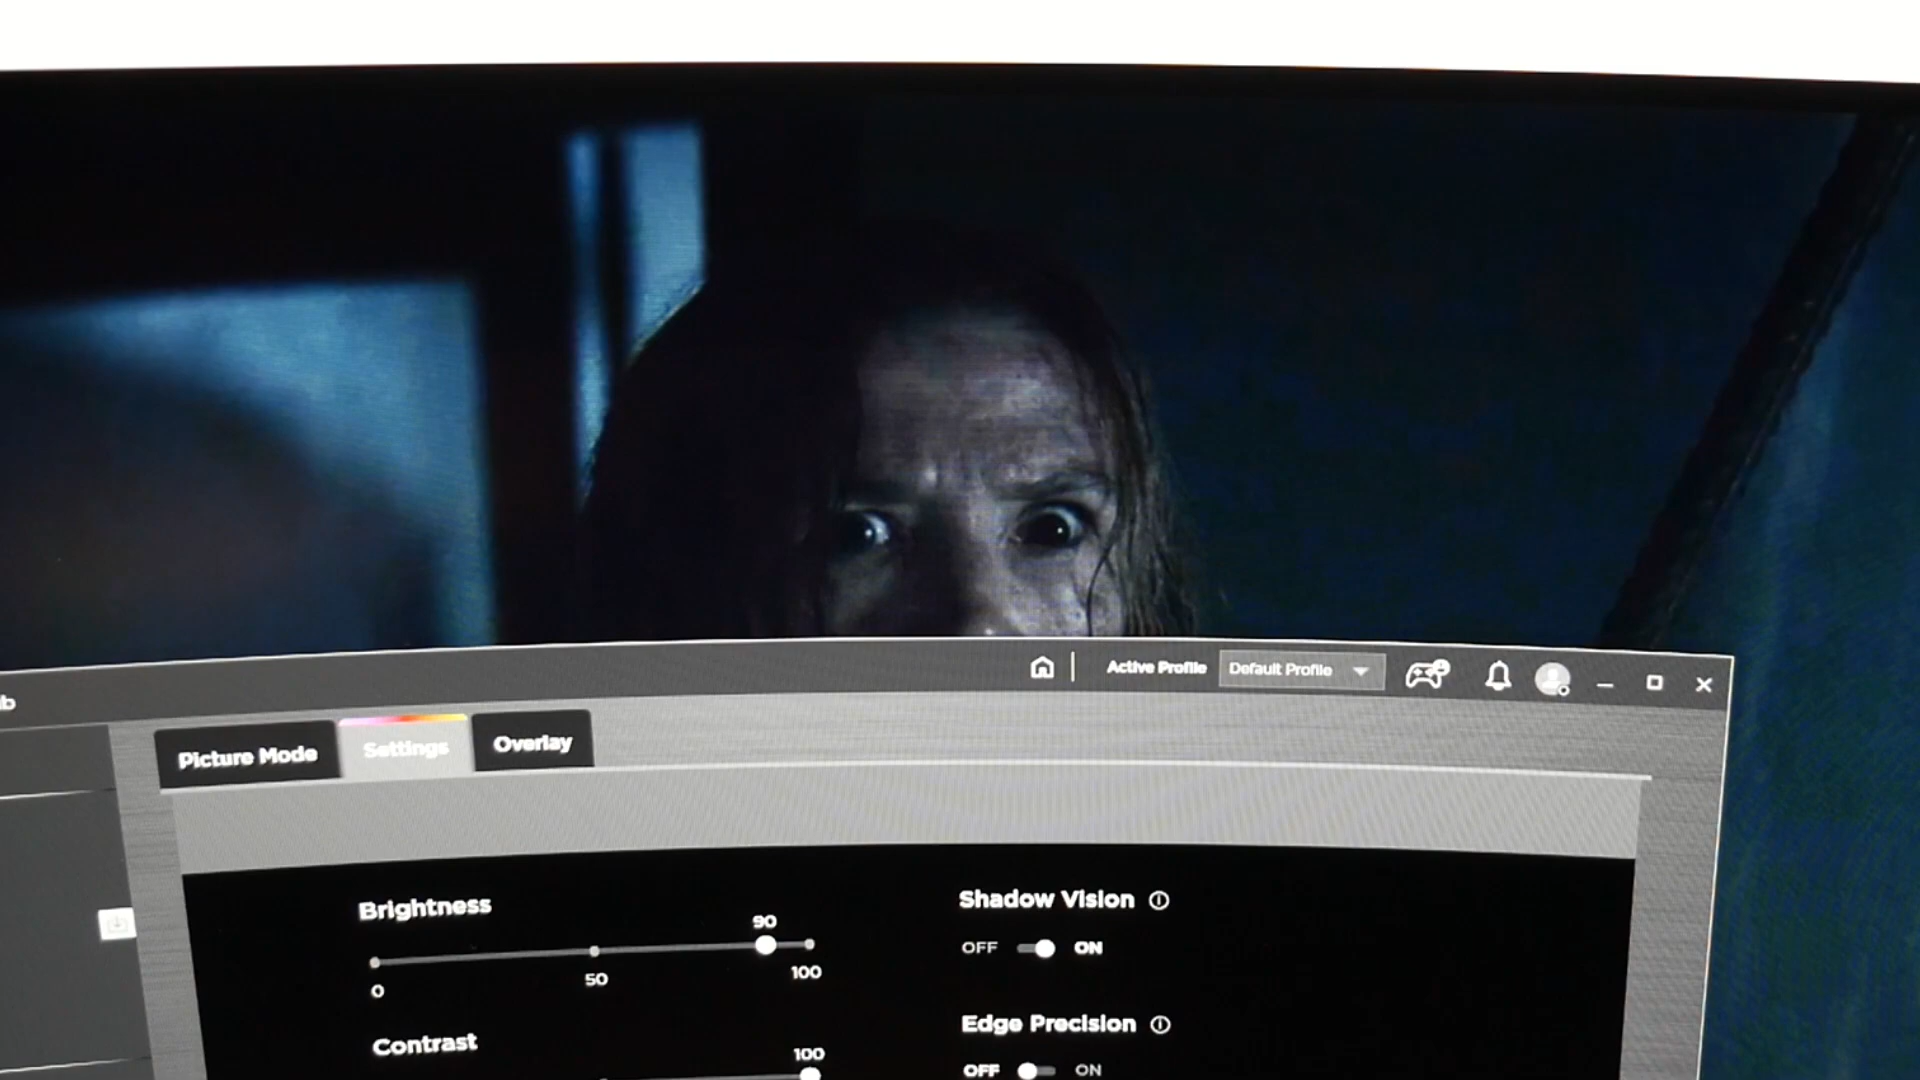 Active Profile Default Profile
Picture Mode Settings Overlay
Brightness
90
0 50 100
Contrast
100
Shadow Vision
OFF ON
Edge Precision
OFF ON